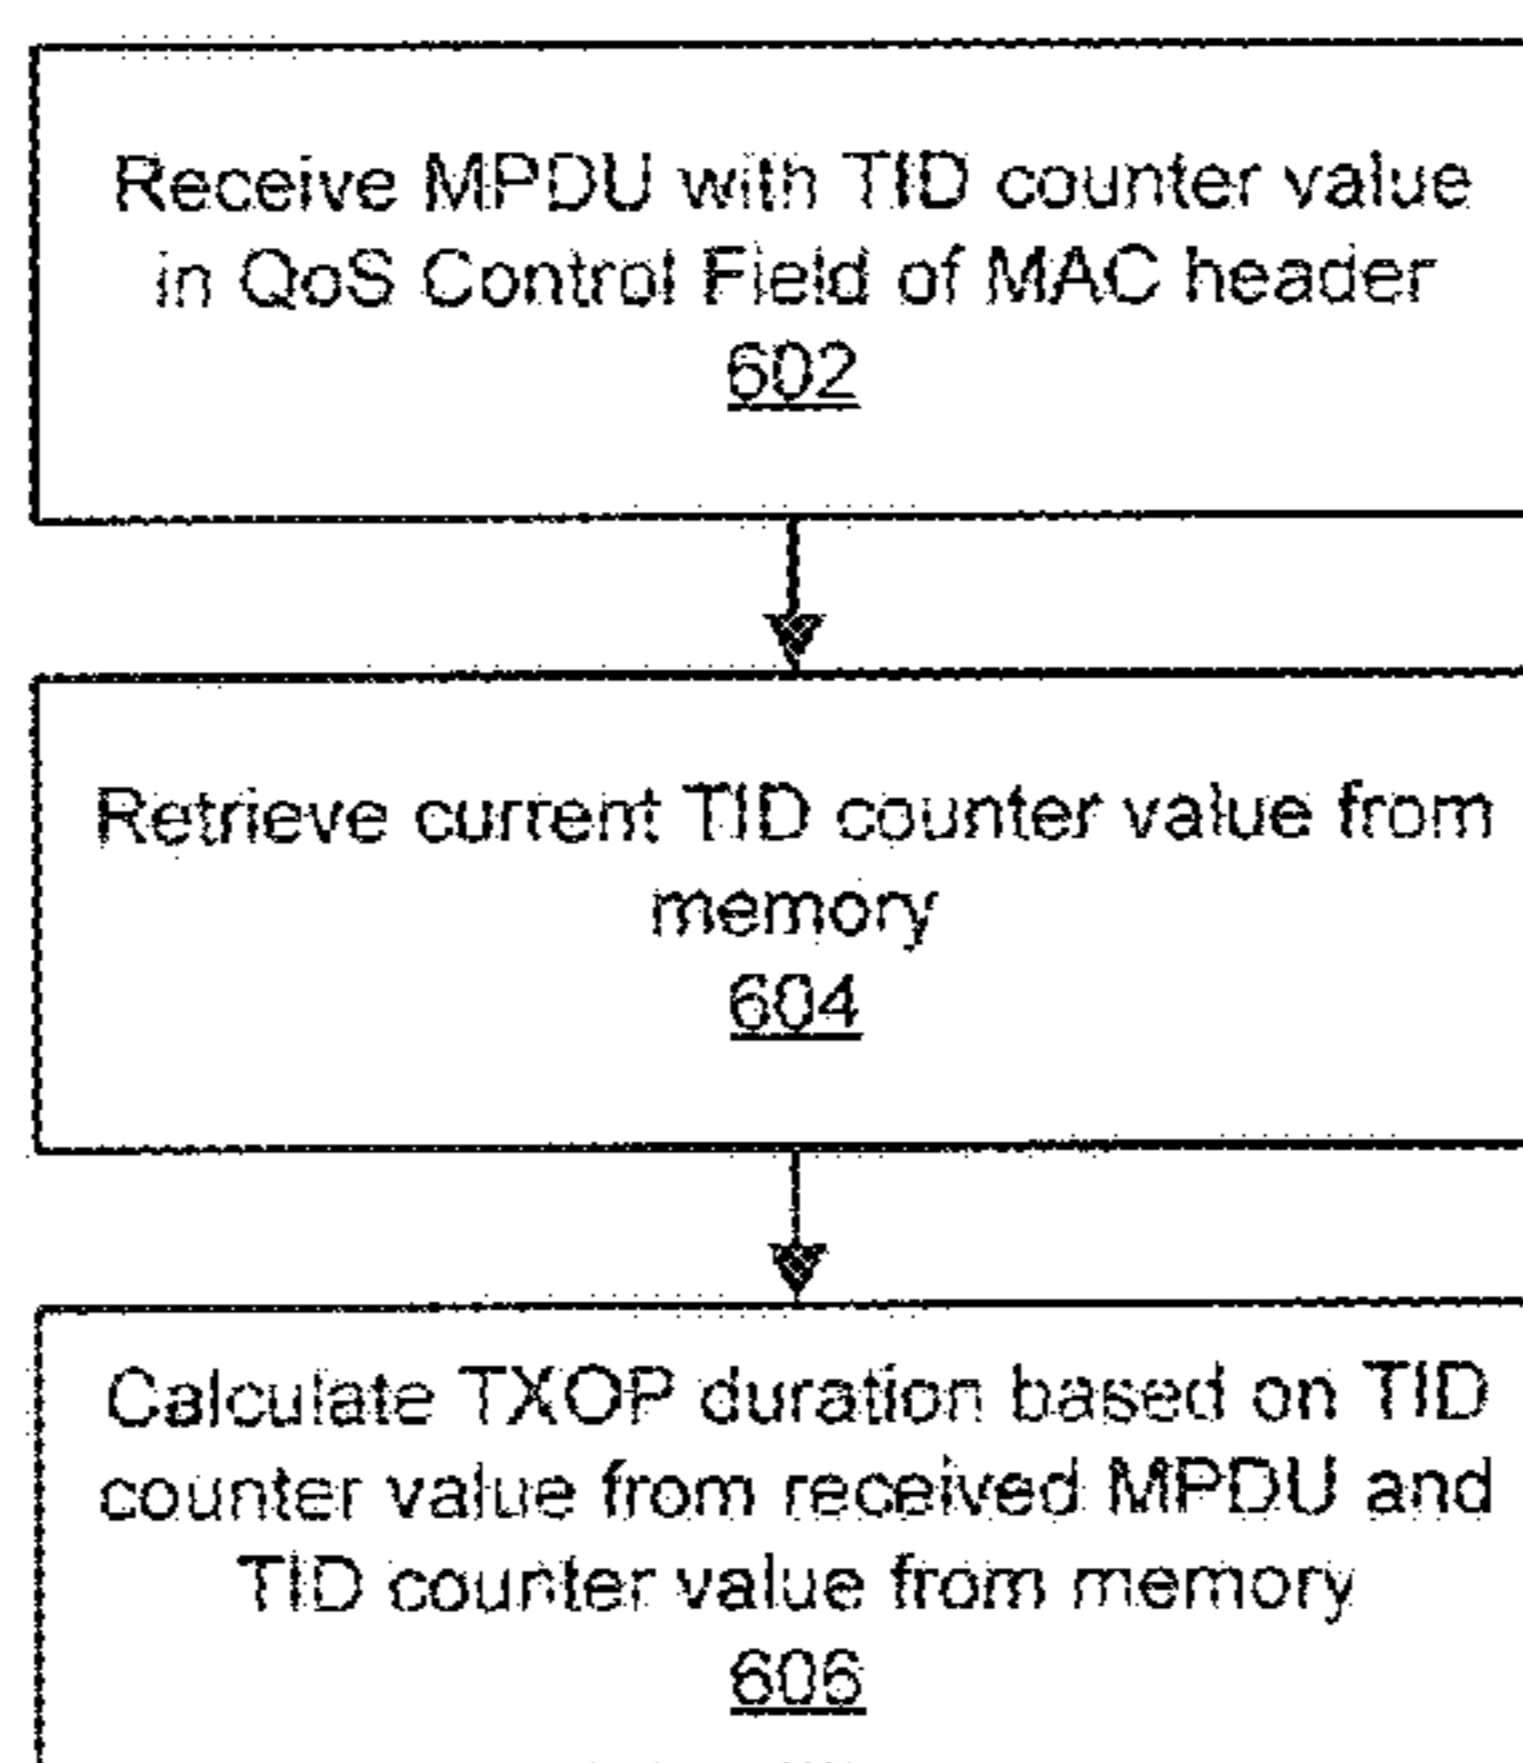 Receive MPDU with TID counter value
in QoS Control Field of MAC header
602
Retrieve current TID counter value from
memory
604
Calculate TXOP duration based on TID
counter value from received MPDU and
TID counter value from memory
606